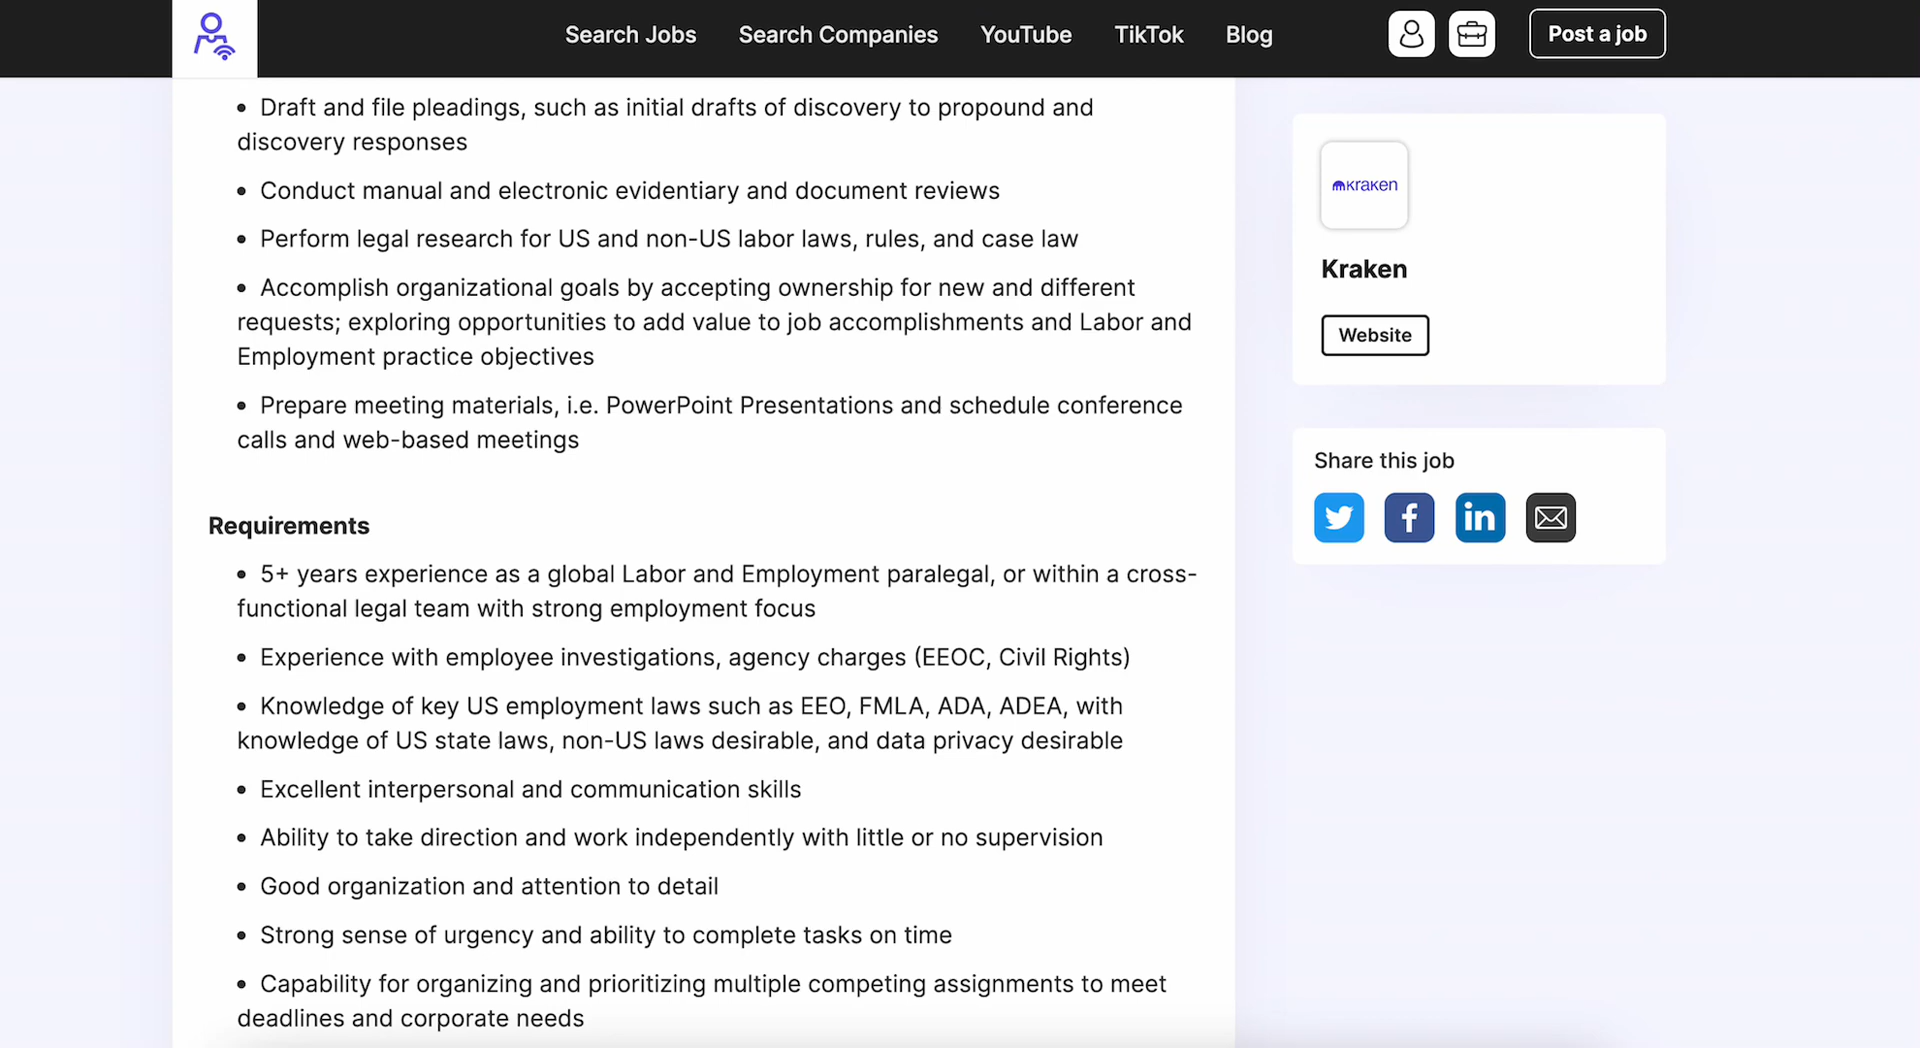 Search Jobs Search Companies YouTube TikTok Blog Post a job
• Draft and file pleadings, such as initial drafts of discovery to propound and
discovery responses
• Conduct manual and electronic evidentiary and document reviews
• Perform legal research for US and non-US labor laws, rules, and case law
• Accomplish organizational goals by accepting ownership for new and different
requests; exploring opportunities to add value to job accomplishments and Labor and
Employment practice objectives
• Prepare meeting materials, i.e. PowerPoint Presentations and schedule conference
calls and web-based meetings
Requirements
• 5+ years experience as a global Labor and Employment paralegal, or within a cross-
functional legal team with strong employment focus
• Experience with employee investigations, agency charges (EEOC, Civil Rights)
• Knowledge of key US employment laws such as EEO, FMLA, ADA, ADEA, with
knowledge of US state laws, non-US laws desirable, and data privacy desirable
• Excellent interpersonal and communication skills
• Ability to take direction and work independently with little or no supervision
• Good organization and attention to detail
• Strong sense of urgency and ability to complete tasks on time
• Capability for organizing and prioritizing multiple competing assignments to meet
deadlines and corporate needs
kraken
Kraken
Website
Share this job
f in